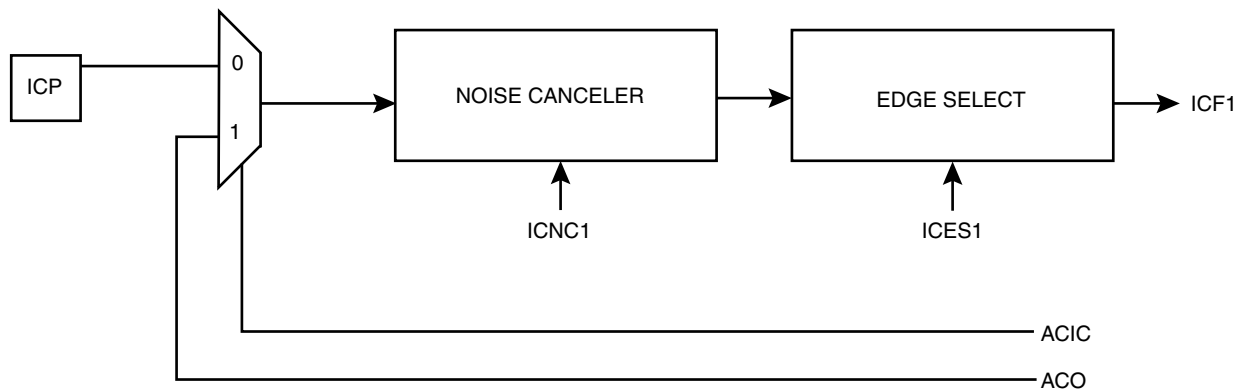 ICP
0
1
NOISE CANCELER
EDGE SELECT
ICF1
ICNC1
ICES1
ACIC
ACO